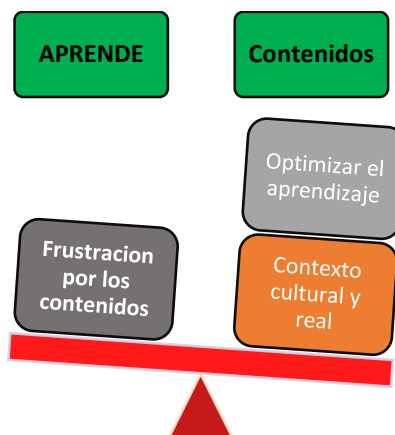 APRENDE
Contenidos
Optimizar el
aprendizaje
Frustracion
por los
contenidos
Contexto
cultural y
real